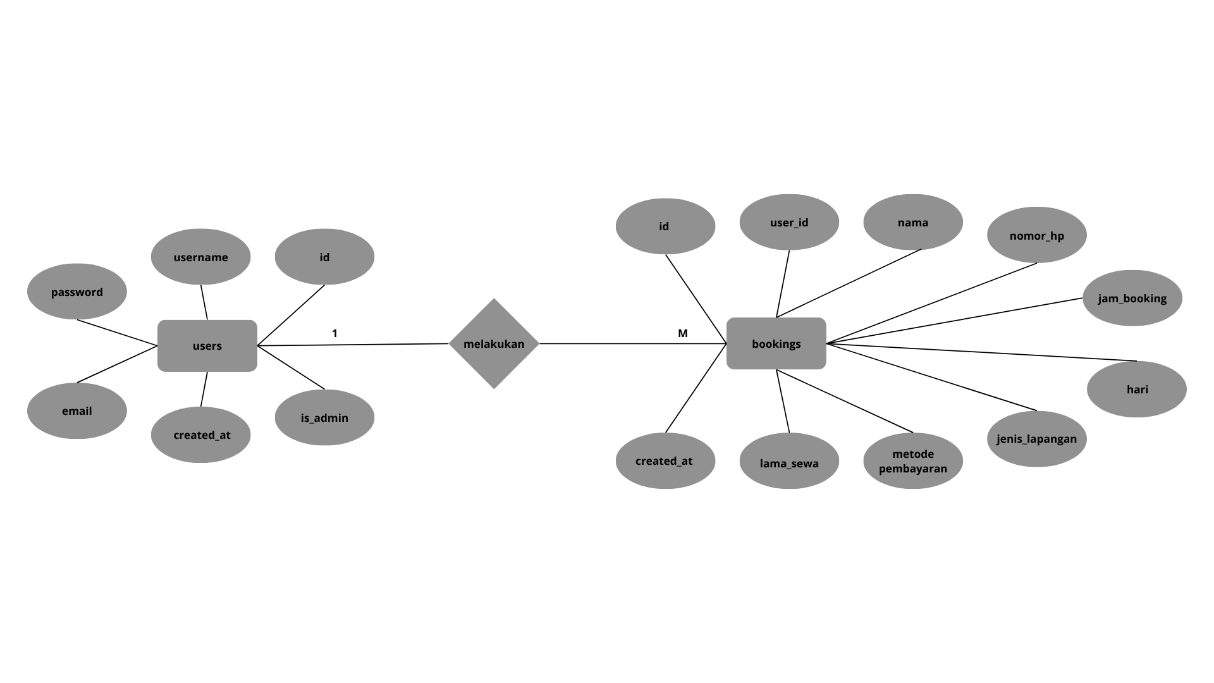 username
id
password
users
email
created_at
is_admin
1
melakukan
M
id
user_id
nama
nomor_hp
jam_booking
bookings
hari
jenis_lapangan
metode
pembayaran
lama_sewa
created_at